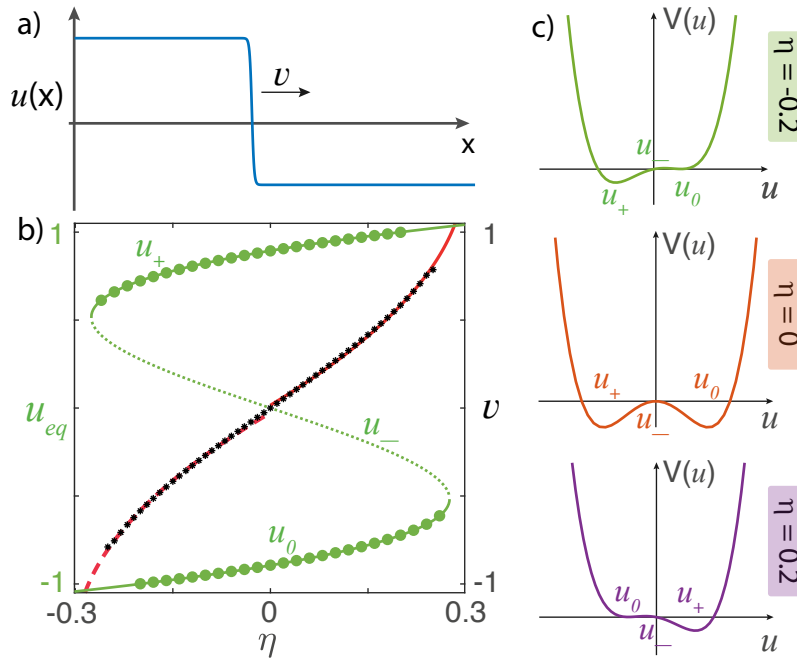 a)
u(x)
v
x
b)
1
u+
1
ueq
u_
v
u0
-1
-1
-0.3
0
0.3
η
c)
V(u)
η = -0.2
u_
u
u+
u0
V(u)
η = 0
u+
u0
u
u_
V(u)
η = 0.2
u0
u+
u
u_